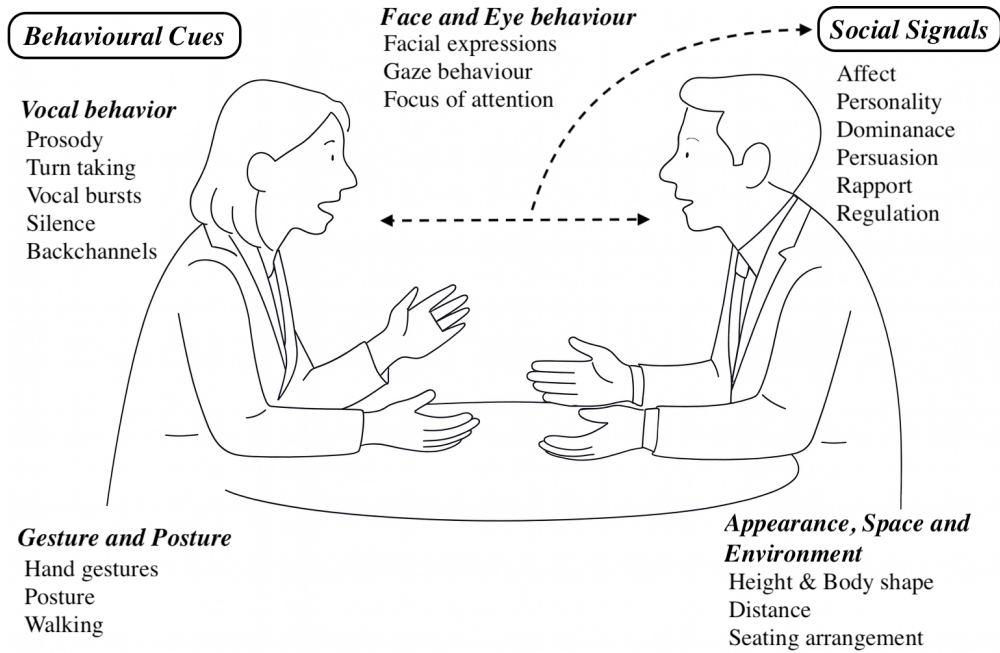 Behavioural Cues
Vocal behavior
Prosody
Turn taking
Vocal bursts
Silence
Backchannels
Face and Eye behaviour
Facial expressions
Gaze behaviour
Focus of attention
Social Signals
Affect
Personality
Dominanace
Persuasion
Rapport
Regulation
Gesture and Posture
Hand gestures
Posture
Walking
Appearance, Space and
Environment
Height & Body shape
Distance
Seating arrangement